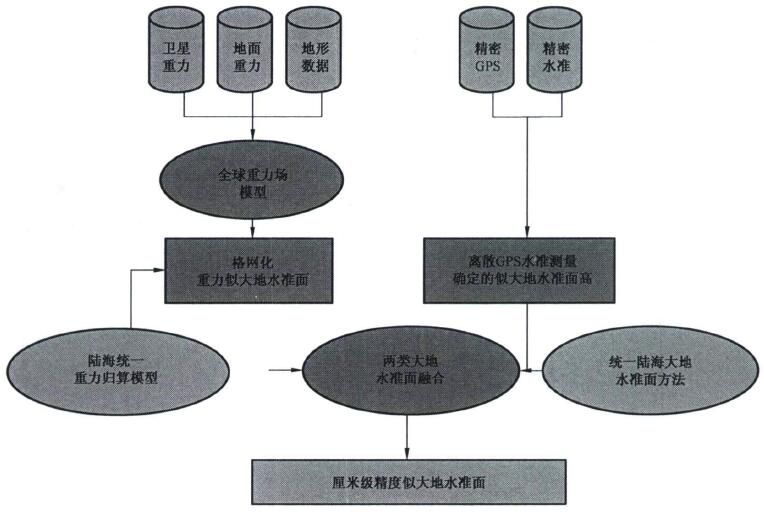 卫星
重力
地面
重力
地形
数据
精密
GPS
精密
水准
全球重力场
模型
格网化
重力似大地水准面
离散GPS水准测量
确定的似大地水准面高
陆海统一
重力归算模型
两类大地
水准面融合
统一陆海大地
水准面方法
厘米级精度似大地水准面